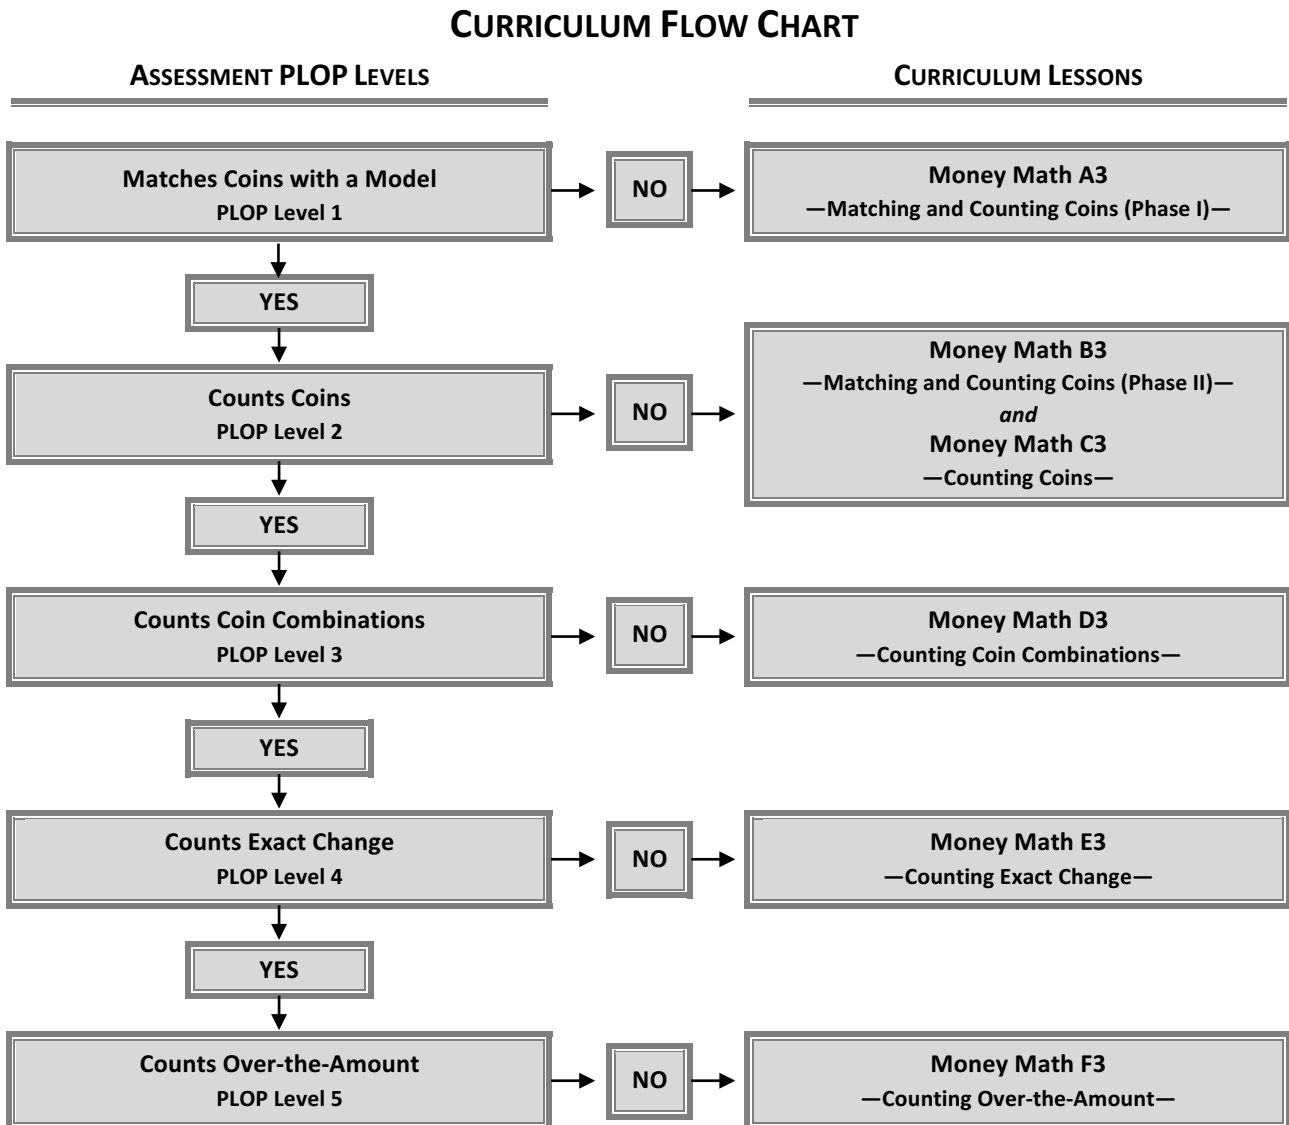 CURRICULUM FLOW CHART
ASSESSMENT PLOP LEVELS
CURRICULUM LESSONS
Matches Coins with a Model
PLOP Level 1
NO
Money Math A3
—Matching and Counting Coins (Phase I)—
YES
Counts Coins
PLOP Level 2
NO
Money Math B3
—Matching and Counting Coins (Phase II)—
and
Money Math C3
—Counting Coins—
YES
Counts Coin Combinations
PLOP Level 3
NO
Money Math D3
—Counting Coin Combinations—
YES
Counts Exact Change
PLOP Level 4
NO
Money Math E3
—Counting Exact Change—
YES
Counts Over-the-Amount
PLOP Level 5
NO
Money Math F3
—Counting Over-the-Amount—